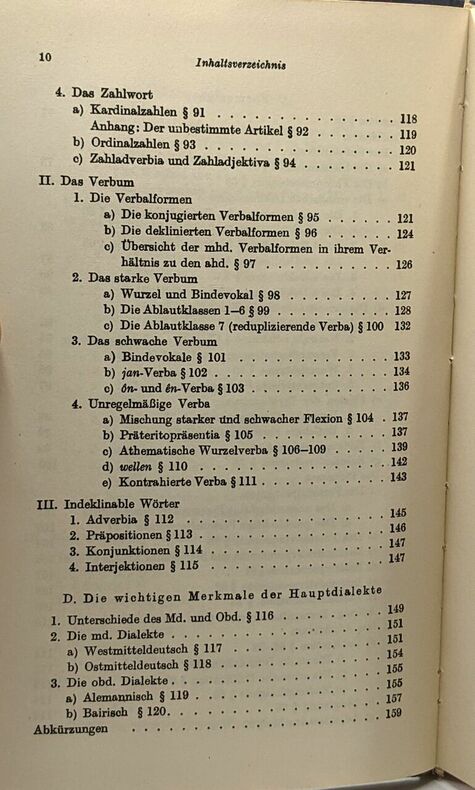 10
Inhaltsverzeichnis
4. Das Zahlwort
a) Kardinalzahlen § 91 . . . . . . . . . . . . 118
Anhang: Der unbestimmte Artikel § 92 . . . . . . 119
b) Ordinalzahlen § 93 . . . . . . . . . . . . 120
c) Zahladverbia und Zahladjektiva § 94 . . . . . . . 121
II. Das Verbum
1. Die Verbalformen
a) Die konjugierten Verbalformen § 95 . . . . . . . 121
b) Die deklinierten Verbalformen § 96 . . . . . . . 124
c) Übersicht der mhd. Verbalformen in ihrem Ver-
hältnis zu den ahd. § 97 . . . . . . . . . . . 126
2. Das starke Verbum
a) Wurzel und Bindevokal § 98 . . . . . . . . . 127
b) Die Ablautklassen 1–6 § 99 . . . . . . . . . . 128
c) Die Ablautklasse 7 (reduplizierende Verba) § 100 132
3. Das schwache Verbum
a) Bindevokale § 101 . . . . . . . . . . . . . 133
b) jan-Verba § 102 . . . . . . . . . . . . . . 134
c) ôn- und ên-Verba § 103 . . . . . . . . . . . 136
4. Unregelmäßige Verba
a) Mischung starker und schwacher Flexion § 104 . 137
b) Präteritopräsentia § 105 . . . . . . . . . . 137
c) Athematische Wurzelverba § 106–109 . . . . . . 139
d) wellen § 110 . . . . . . . . . . . . . . . 142
e) Kontrahierte Verba § 111 . . . . . . . . . . 143
III. Indeklinable Wörter
1. Adverbia § 112 . . . . . . . . . . . . . . 145
2. Präpositionen § 113 . . . . . . . . . . . . . 146
3. Konjunktionen § 114 . . . . . . . . . . . . . 147
4. Interjektionen § 115 . . . . . . . . . . . . . 147
D. Die wichtigen Merkmale der Hauptdialekte
1. Unterschiede des Md. und Obd. § 116 . . . . . . . . 149
2. Die md. Dialekte . . . . . . . . . . . . . . . 151
a) Westmitteldeutsch § 117 . . . . . . . . . . . 151
b) Ostmitteldeutsch § 118 . . . . . . . . . . . . 154
3. Die obd. Dialekte . . . . . . . . . . . . . . . 155
a) Alemannisch § 119 . . . . . . . . . . . . . 155
b) Bairisch § 120. . . . . . . . . . . . . . . 157
Abkürzungen . . . . . . . . . . . . . . . . . 159